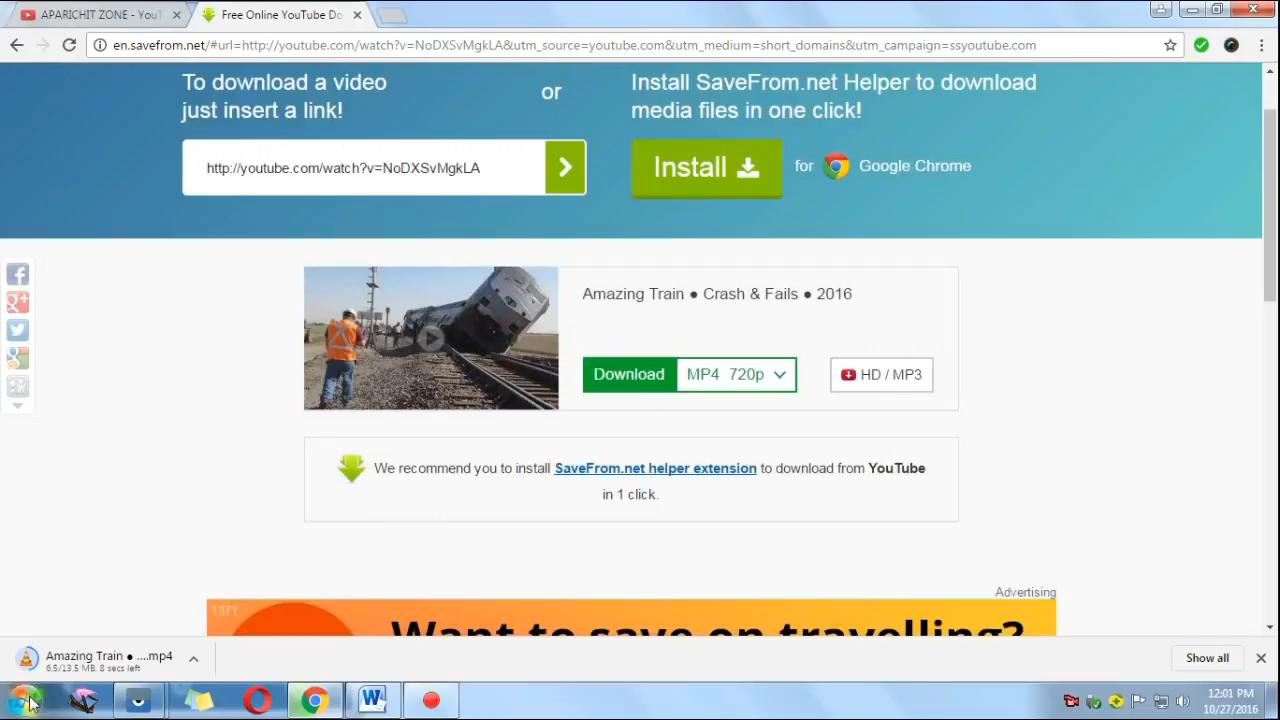 APARICHIT ZONE - YouT
Free Online YouTube Do
en.savefrom.net/#url=http://youtube.com/watch?v=NoDXSvMgkLA&utm_source=youtube.com&utm_medium=short_domains&utm_campaign=ssyoutube.com
To download a video
just insert a link!
or
Install SaveFrom.net Helper to download
media files in one click!
http://youtube.com/watch?v=NoDXSvMgkLA
Install
for
Google Chrome
Amazing Train ● Crash & Fails ● 2016
Download MP4 720p
HD / MP3
We recommend you to install SaveFrom.net helper extension to download from YouTube
in 1 click.
Advertising
1371
Want to save on travelling?
Amazing Train ● ....mp4
6.5/13.5 MB, 8 secs left
Show all
12:01 PM
10/27/2016